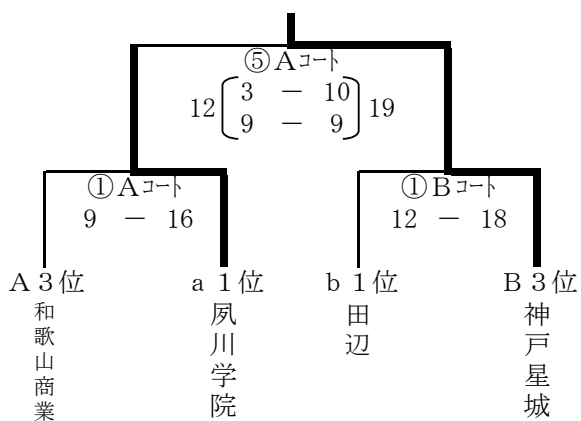 ⑤Aコート
12 3 － 10 19
9 － 9
①Aコート ①Bコート
9 － 16 12 － 18
A３位 a１位 b１位 B３位
和歌山商業
夙川学院
田辺
神戸星城